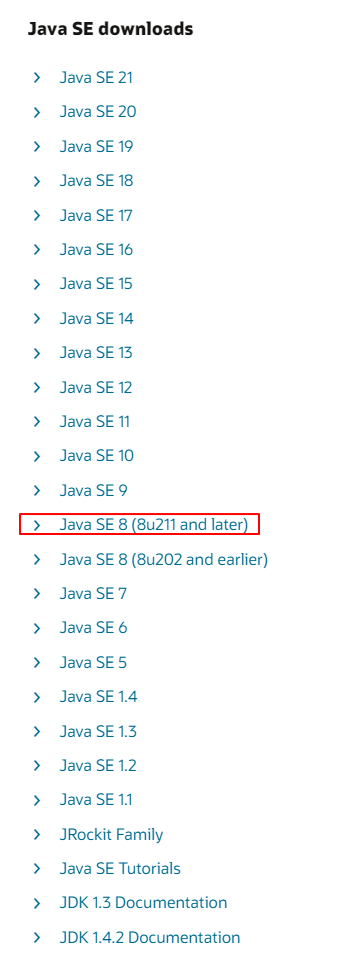 Java SE downloads
Java SE 21
Java SE 20
Java SE 19
Java SE 18
Java SE 17
Java SE 16
Java SE 15
Java SE 14
Java SE 13
Java SE 12
Java SE 11
Java SE 10
Java SE 9
Java SE 8 (8u211 and later)
Java SE 8 (8u202 and earlier)
Java SE 7
Java SE 6
Java SE 5
Java SE 1.4
Java SE 1.3
Java SE 1.2
Java SE 1.1
JRockit Family
Java SE Tutorials
JDK 1.3 Documentation
JDK 1.4.2 Documentation